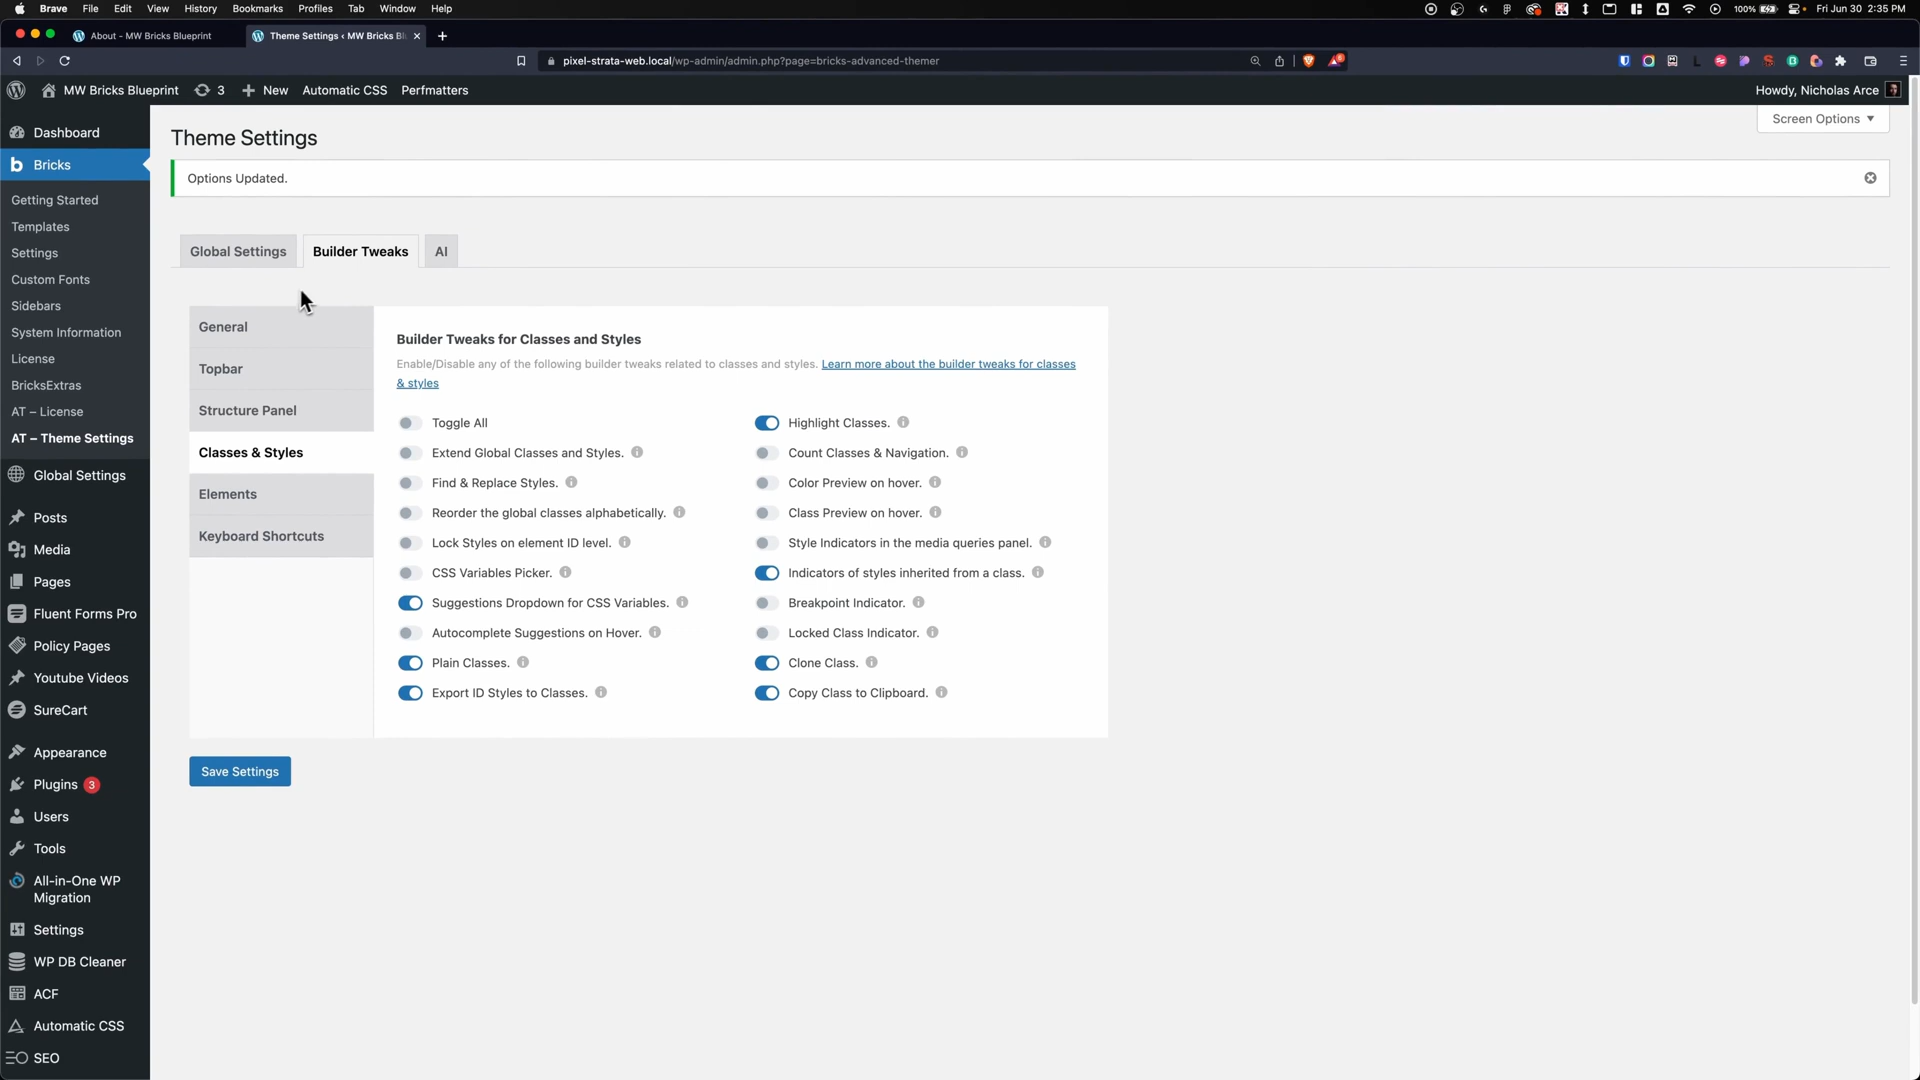 Brave File Edit View History Bookmarks Profiles Tab Window Help 100% Fri Jun 30 2:35 PM
About - MW Bricks Blueprint Theme Settings ‹ MW Bricks Bl
pixel-strata-web.local/wp-admin/admin.php?page=bricks-advanced-themer
MW Bricks Blueprint 3 New Automatic CSS Perfmatters Howdy, Nicholas Arce
Screen Options
Dashboard
Bricks
Getting Started
Templates
Settings
Custom Fonts
Sidebars
System Information
License
BricksExtras
AT – License
AT – Theme Settings
Global Settings
Posts
Media
Pages
Fluent Forms Pro
Policy Pages
Youtube Videos
SureCart
Appearance
Plugins 3
Users
Tools
All-in-One WP
Migration
Settings
WP DB Cleaner
ACF
Automatic CSS
SEO
Theme Settings
Options Updated.
Global Settings Builder Tweaks AI
General
Topbar
Structure Panel
Classes & Styles
Elements
Keyboard Shortcuts
Builder Tweaks for Classes and Styles
Enable/Disable any of the following builder tweaks related to classes and styles. Learn more about the builder tweaks for classes
& styles
Toggle All
Extend Global Classes and Styles.
Find & Replace Styles.
Reorder the global classes alphabetically.
Lock Styles on element ID level.
CSS Variables Picker.
Suggestions Dropdown for CSS Variables.
Autocomplete Suggestions on Hover.
Plain Classes.
Export ID Styles to Classes.
Highlight Classes.
Count Classes & Navigation.
Color Preview on hover.
Class Preview on hover.
Style Indicators in the media queries panel.
Indicators of styles inherited from a class.
Breakpoint Indicator.
Locked Class Indicator.
Clone Class.
Copy Class to Clipboard.
Save Settings